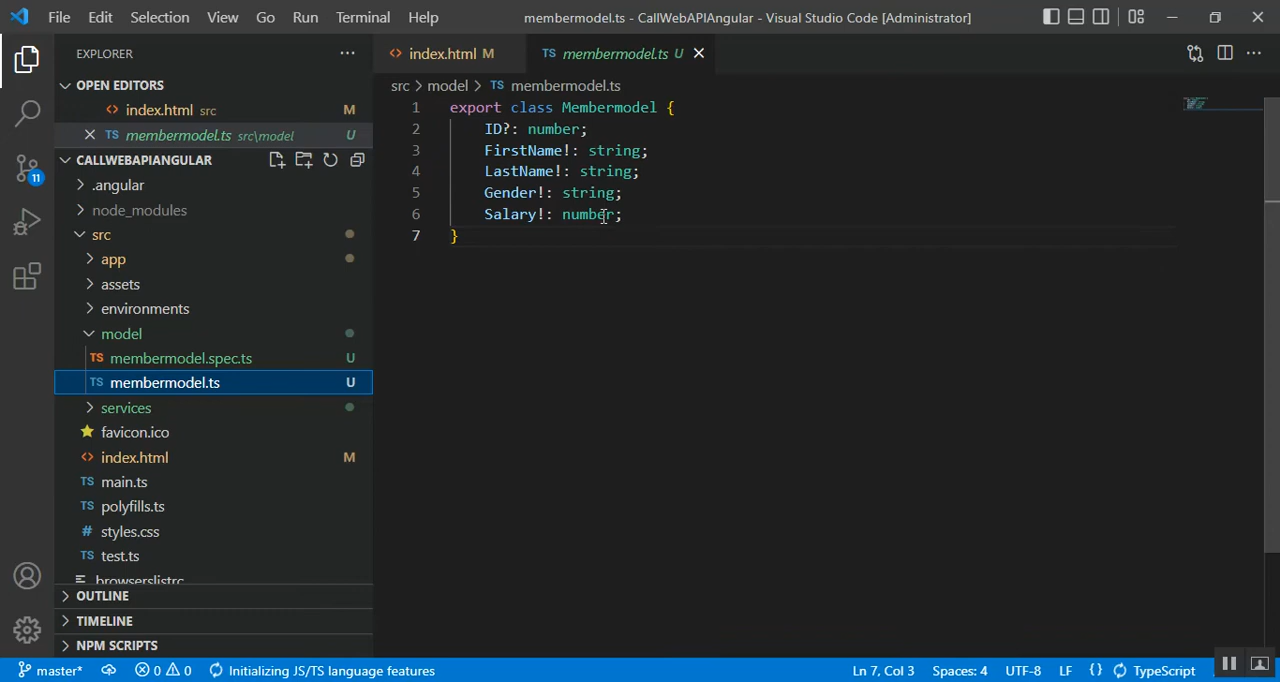 File Edit Selection View Go Run Terminal Help membermodel.ts - CallWebAPIAngular - Visual Studio Code [Administrator]
EXPLORER
OPEN EDITORS
index.html src M
membermodel.ts src\model U
CALLWEBAPIANGULAR
.angular
node_modules
src
app
assets
environments
model
membermodel.spec.ts U
membermodel.ts U
services
favicon.ico
index.html M
main.ts
polyfills.ts
styles.css
test.ts
.browserslistrc
OUTLINE
TIMELINE
NPM SCRIPTS
11
index.html M
TS membermodel.ts U
src > model > TS membermodel.ts
1 export class Membermodel {
2 ID?: number;
3 FirstName!: string;
4 LastName!: string;
5 Gender!: string;
6 Salary!: number;
7 }
master* 0 0 Initializing JS/TS language features Ln 7, Col 3 Spaces: 4 UTF-8 LF {} TypeScript